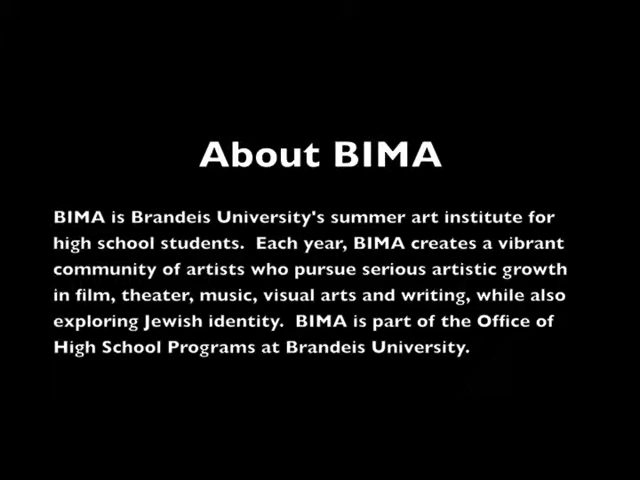 About BIMA
BIMA is Brandeis University's summer art institute for
high school students.  Each year, BIMA creates a vibrant
community of artists who pursue serious artistic growth
in film, theater, music, visual arts and writing, while also
exploring Jewish identity.  BIMA is part of the Office of
High School Programs at Brandeis University.